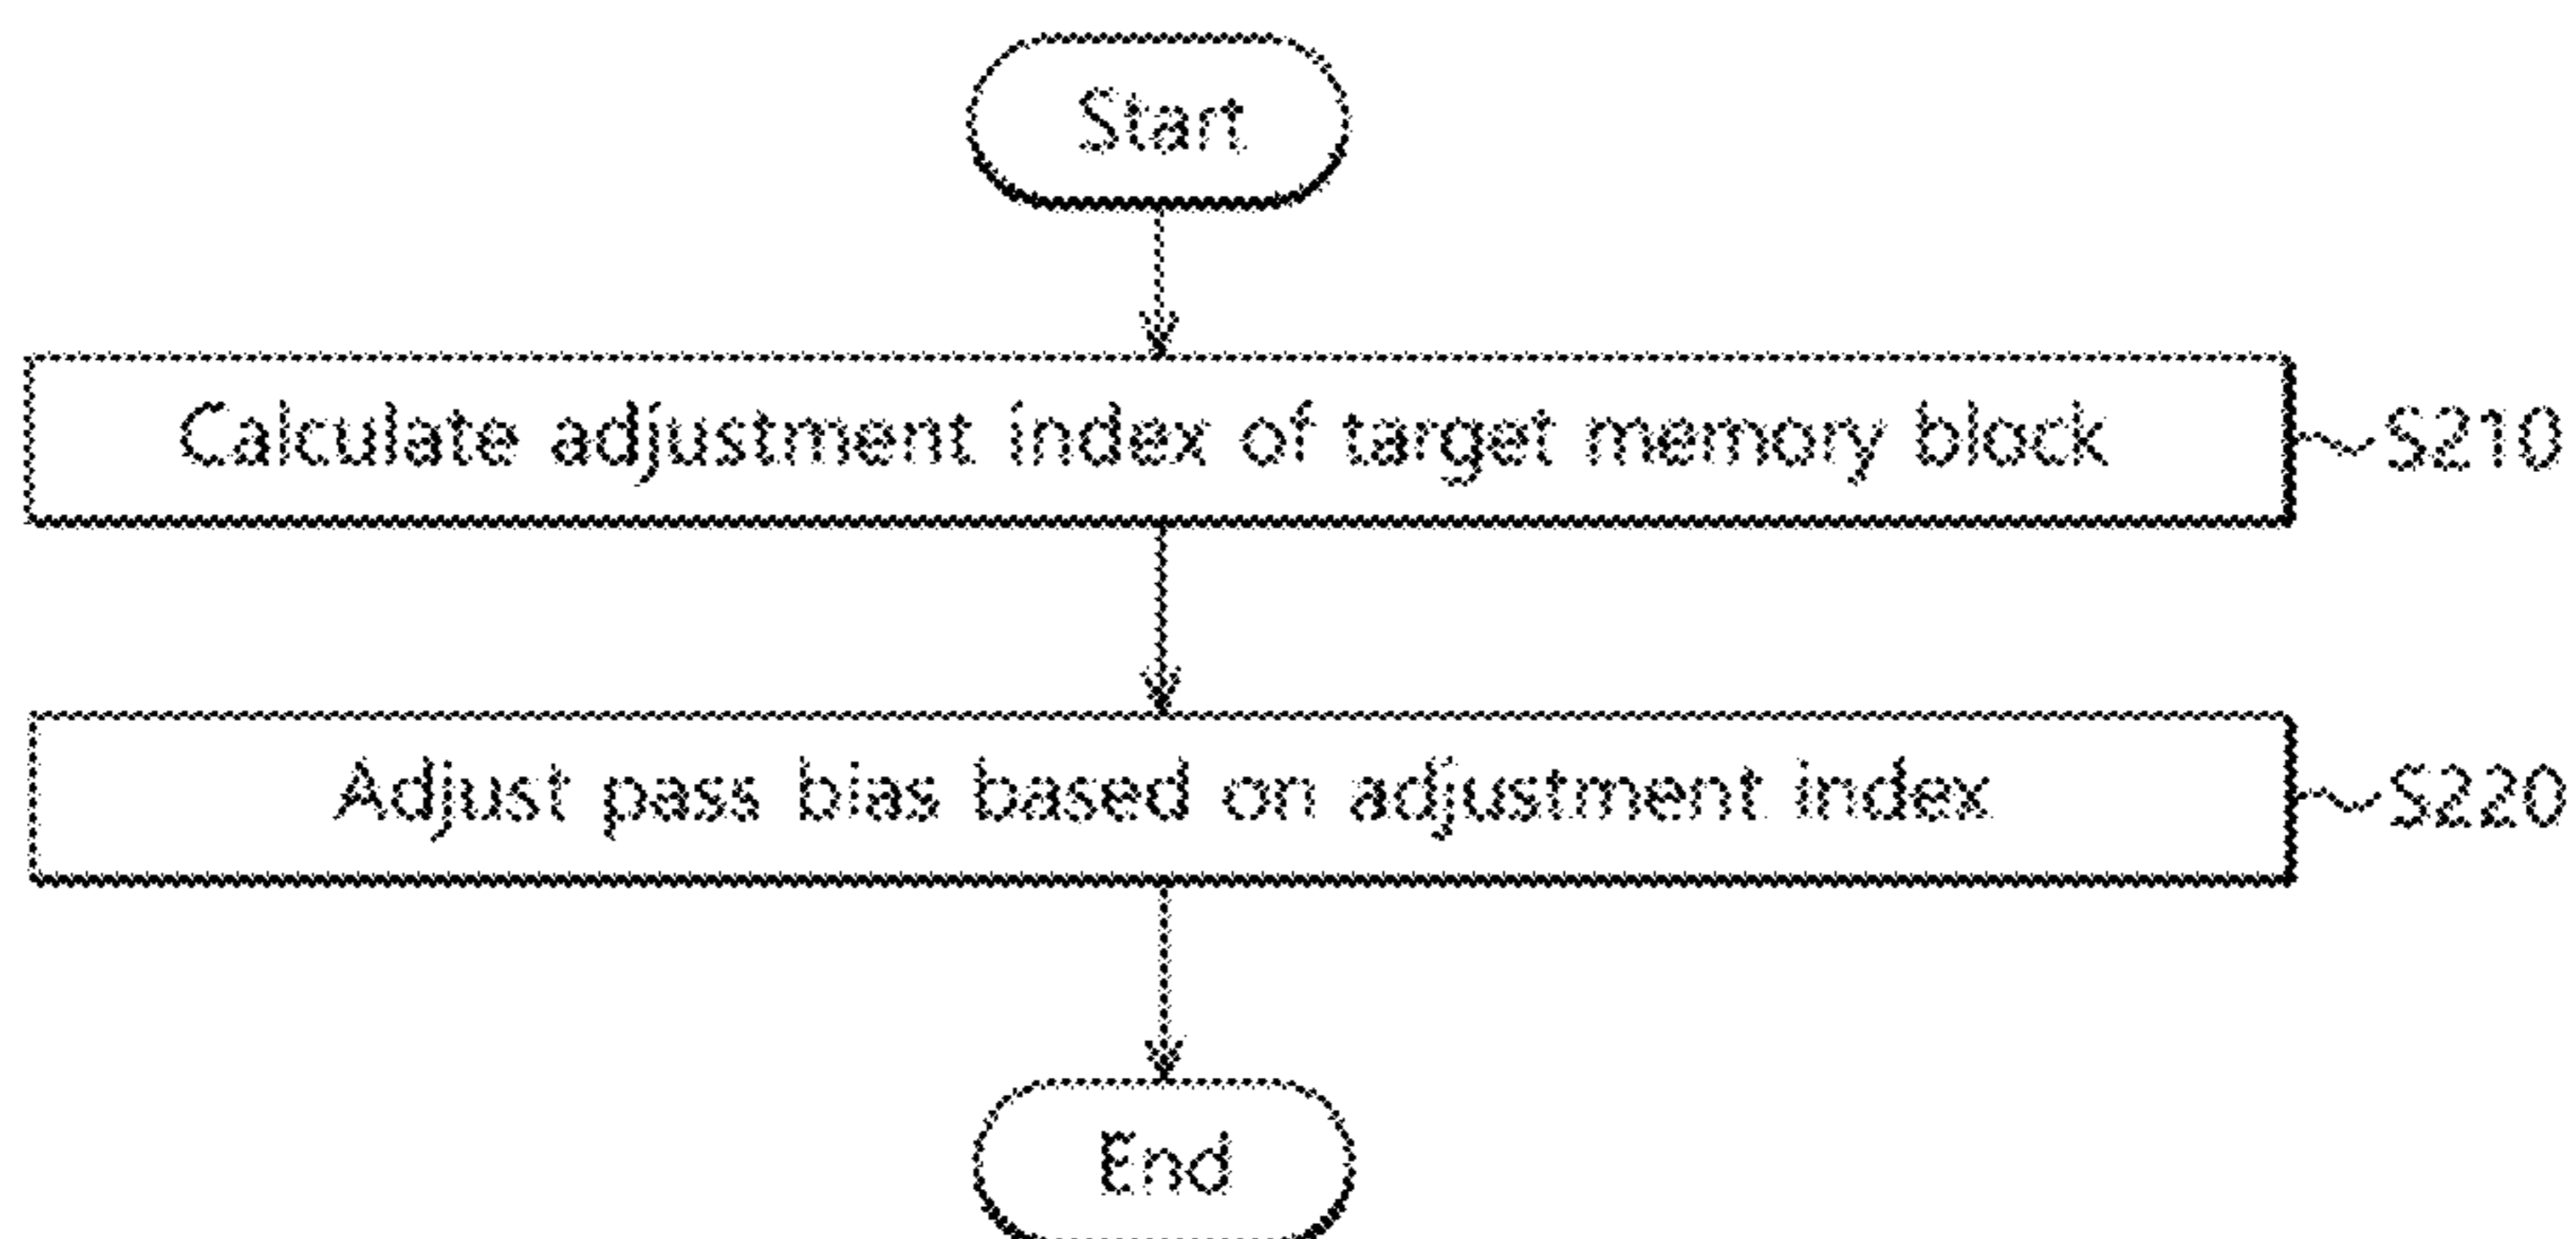 Start
Calculate adjustment index of target memory block
S210
Adjust pass bias based on adjustment index
S220
End